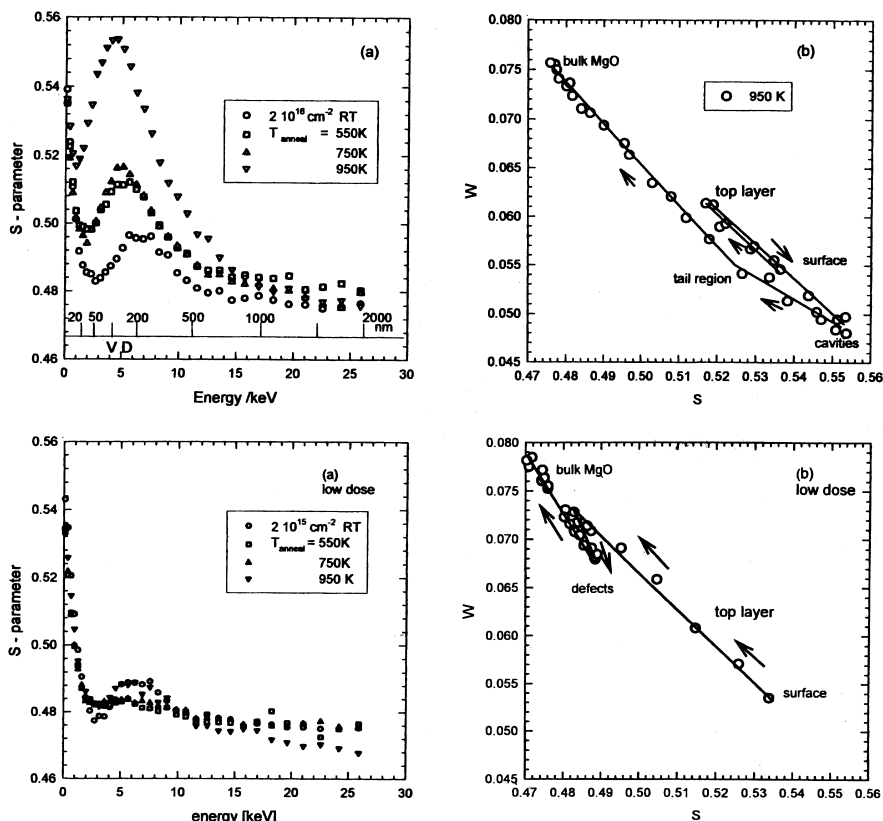 0.56
0.54
0.52
0.50
0.48
0.46
S - parameter
(a)
2 10^16 cm^-2 RT
T anneal = 550K
750K
950K
20
50
100
200
500
1000
2000
nm
V D
0
5
10
15
20
25
30
Energy /keV
0.080
0.075
0.070
0.065
0.060
0.055
0.050
0.045
W
bulk MgO
(b)
950 K
top layer
surface
tail region
cavities
0.47
0.48
0.49
0.50
0.51
0.52
0.53
0.54
0.55
0.56
S
0.56
0.54
0.52
0.50
0.48
0.46
S - parameter
(a)
low dose
2 10^15 cm^-2 RT
T anneal = 550K
750K
950 K
0
5
10
15
20
25
30
energy [keV]
0.080
0.075
0.070
0.065
0.060
0.055
0.050
0.045
W
bulk MgO
(b)
low dose
defects
top layer
surface
0.47
0.48
0.49
0.50
0.51
0.52
0.53
0.54
0.55
0.56
S